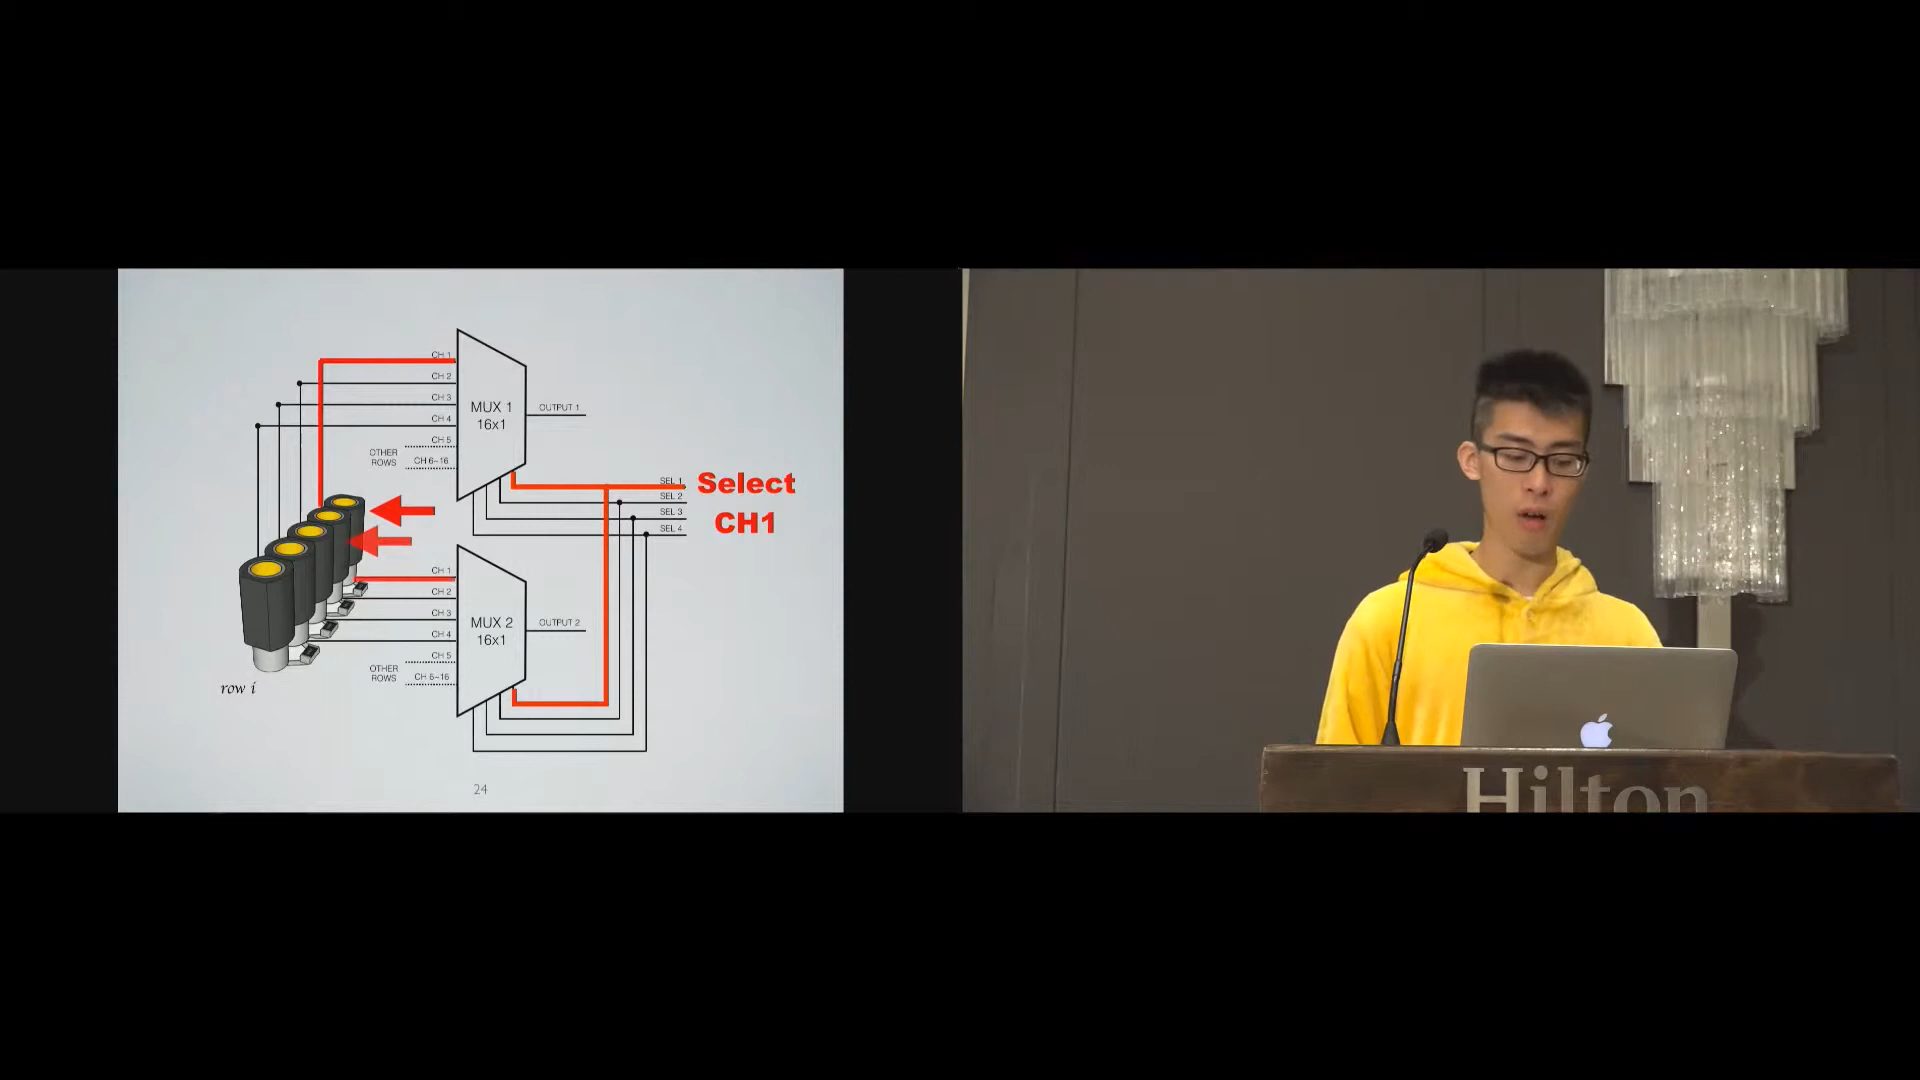 CH 1
CH 2
CH 3
CH 4
CH 5
OTHER
ROWS
CH 6~16
MUX 1
16x1
OUTPUT 1
SEL 1
SEL 2
SEL 3
SEL 4
Select
CH1
CH 1
CH 2
CH 3
CH 4
CH 5
OTHER
ROWS
CH 6~16
MUX 2
16x1
OUTPUT 2
row i
24
Hilton